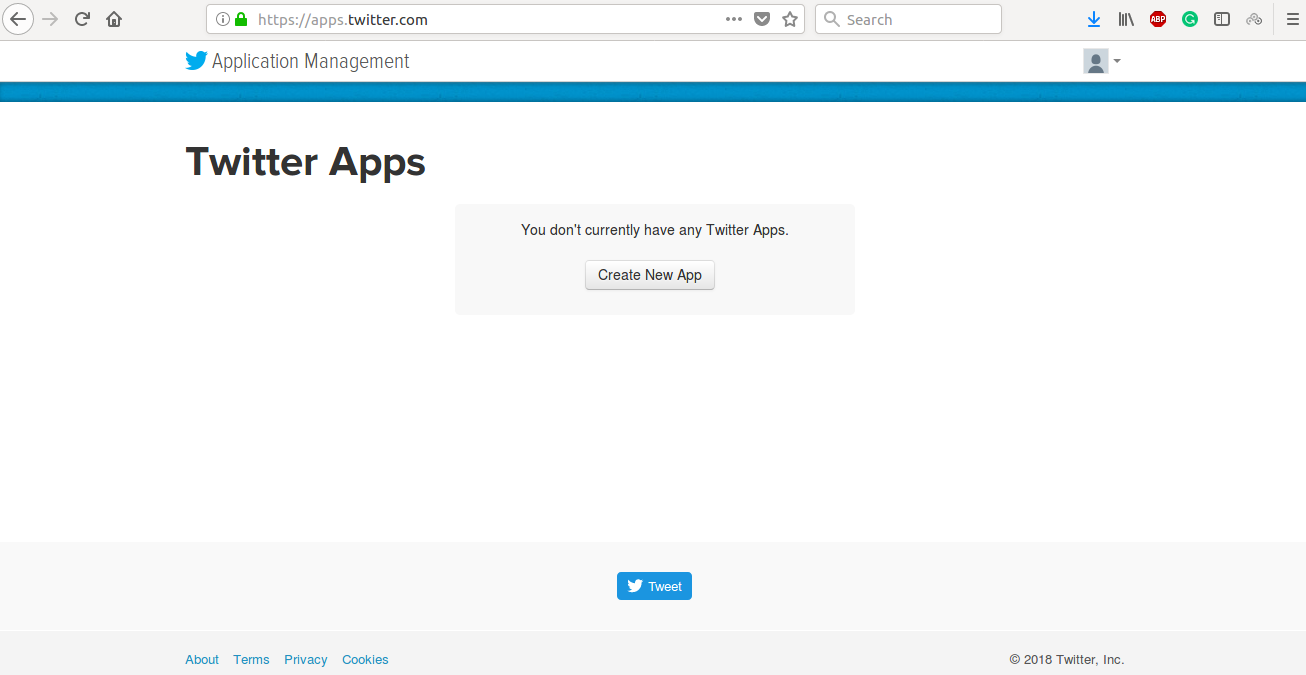 https://apps.twitter.com
Search
ABP
Application Management
Twitter Apps
You don't currently have any Twitter Apps.
Create New App
Tweet
About Terms Privacy Cookies
© 2018 Twitter, Inc.